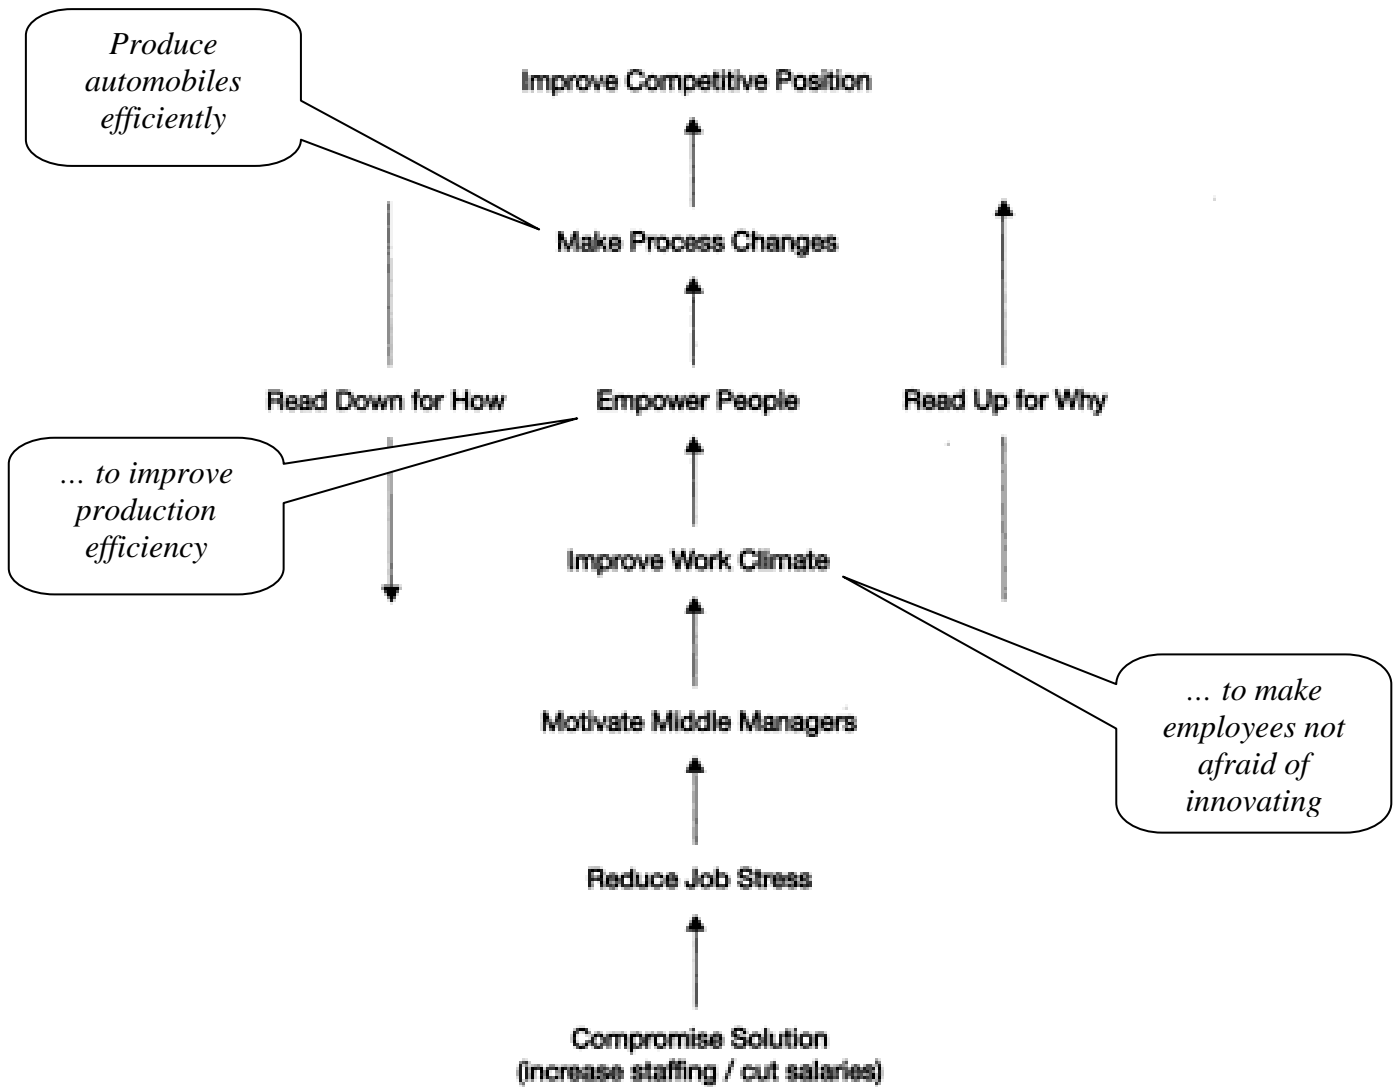 Produce
automobiles
efficiently
Improve Competitive Position
Make Process Changes
Read Down for How
Empower People
Read Up for Why
… to improve
production
efficiency
Improve Work Climate
… to make
employees not
afraid of
innovating
Motivate Middle Managers
Reduce Job Stress
Compromise Solution
(increase staffing / cut salaries)